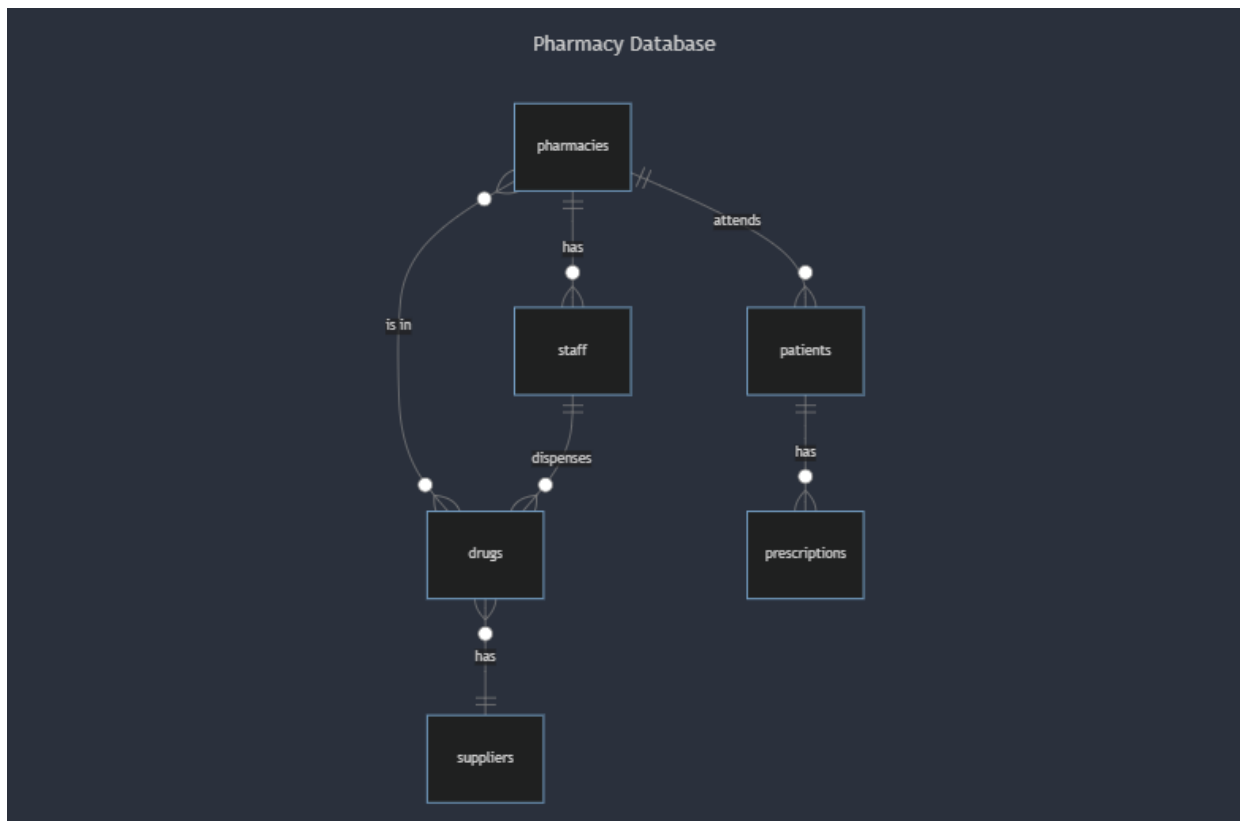 Pharmacy Database
pharmacies
attends
has
is in
staff
patients
has
dispenses
drugs
prescriptions
has
suppliers